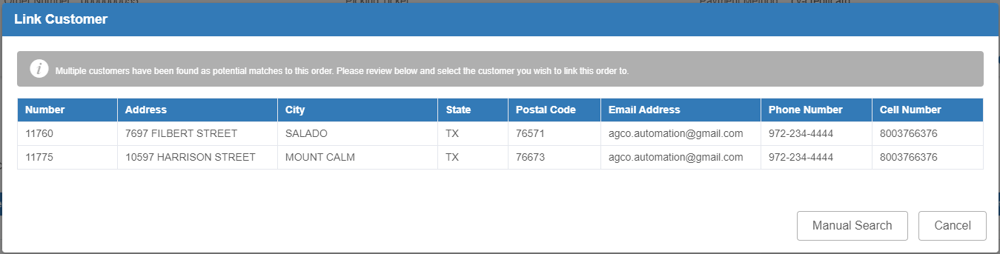 Link Customer
Multiple customers have been found as potential matches to this order. Please review below and select the customer you wish to link this order to.
Number Address City State Postal Code Email Address Phone Number Cell Number
11760 7697 FILBERT STREET SALADO TX 76571 agco.automation@gmail.com 972-234-4444 8003766376
11775 10597 HARRISON STREET MOUNT CALM TX 76673 agco.automation@gmail.com 972-234-4444 8003766376
Manual Search Cancel